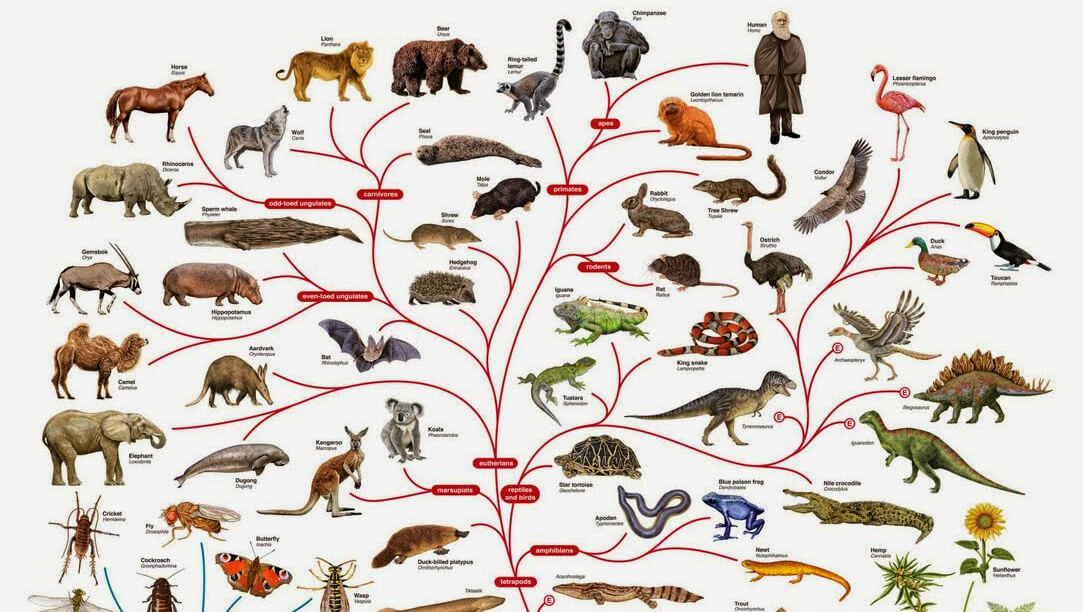 Chimpanzee
Pan
Human
Homo
Bear
Ursus
Lion
Panthera
Ring-tailed
lemur
Lemur
Horse
Equus
Lesser flamingo
Phoenicopterus
Golden lion tamarin
Leontopithecus
apes
King penguin
Aptenodytes
Wolf
Canis
Seal
Phoca
Rhinoceros
Diceros
Mole
Talpa
Condor
Vultur
carnivores
primates
Rabbit
Oryctolagus
Tree Shrew
Tupaia
odd-toed ungulates
Sperm whale
Physeter
Shrew
Sorex
Ostrich
Struthio
Duck
Anas
Gemsbok
Oryx
Hedgehog
Erinaceus
rodents
Rat
Rattus
Toucan
Ramphastos
even-toed ungulates
Iguana
Iguana
Hippopotamus
Hippopotamus
Bat
Rhinolophus
Aardvark
Orycteropus
E
Archaeopteryx
King snake
Lampropeltis
Camel
Camelus
Tuatara
Sphenodon
E
Stegosaurus
E
Tyrannosaurus
E
Iguanodon
Koala
Phascolarctos
Kangaroo
Macropus
Elephant
Loxodonta
Dugong
Dugong
eutherians
marsupials
reptiles
and birds
Star tortoise
Geochelone
Blue poison frog
Dendrobates
Nile crocodile
Crocodylus
Cricket
Hemideina
Fly
Drosophila
Apodan
Typhlonectes
Butterfly
Inachis
amphibians
Newt
Notophthalmus
Hemp
Cannabis
Sunflower
Helianthus
Duck-billed platypus
Ornithorhynchus
Cockroach
Gromphadorhina
tetrapods
Acanthostega
E
Wasp
Vespula
Tiktaalik
Trout